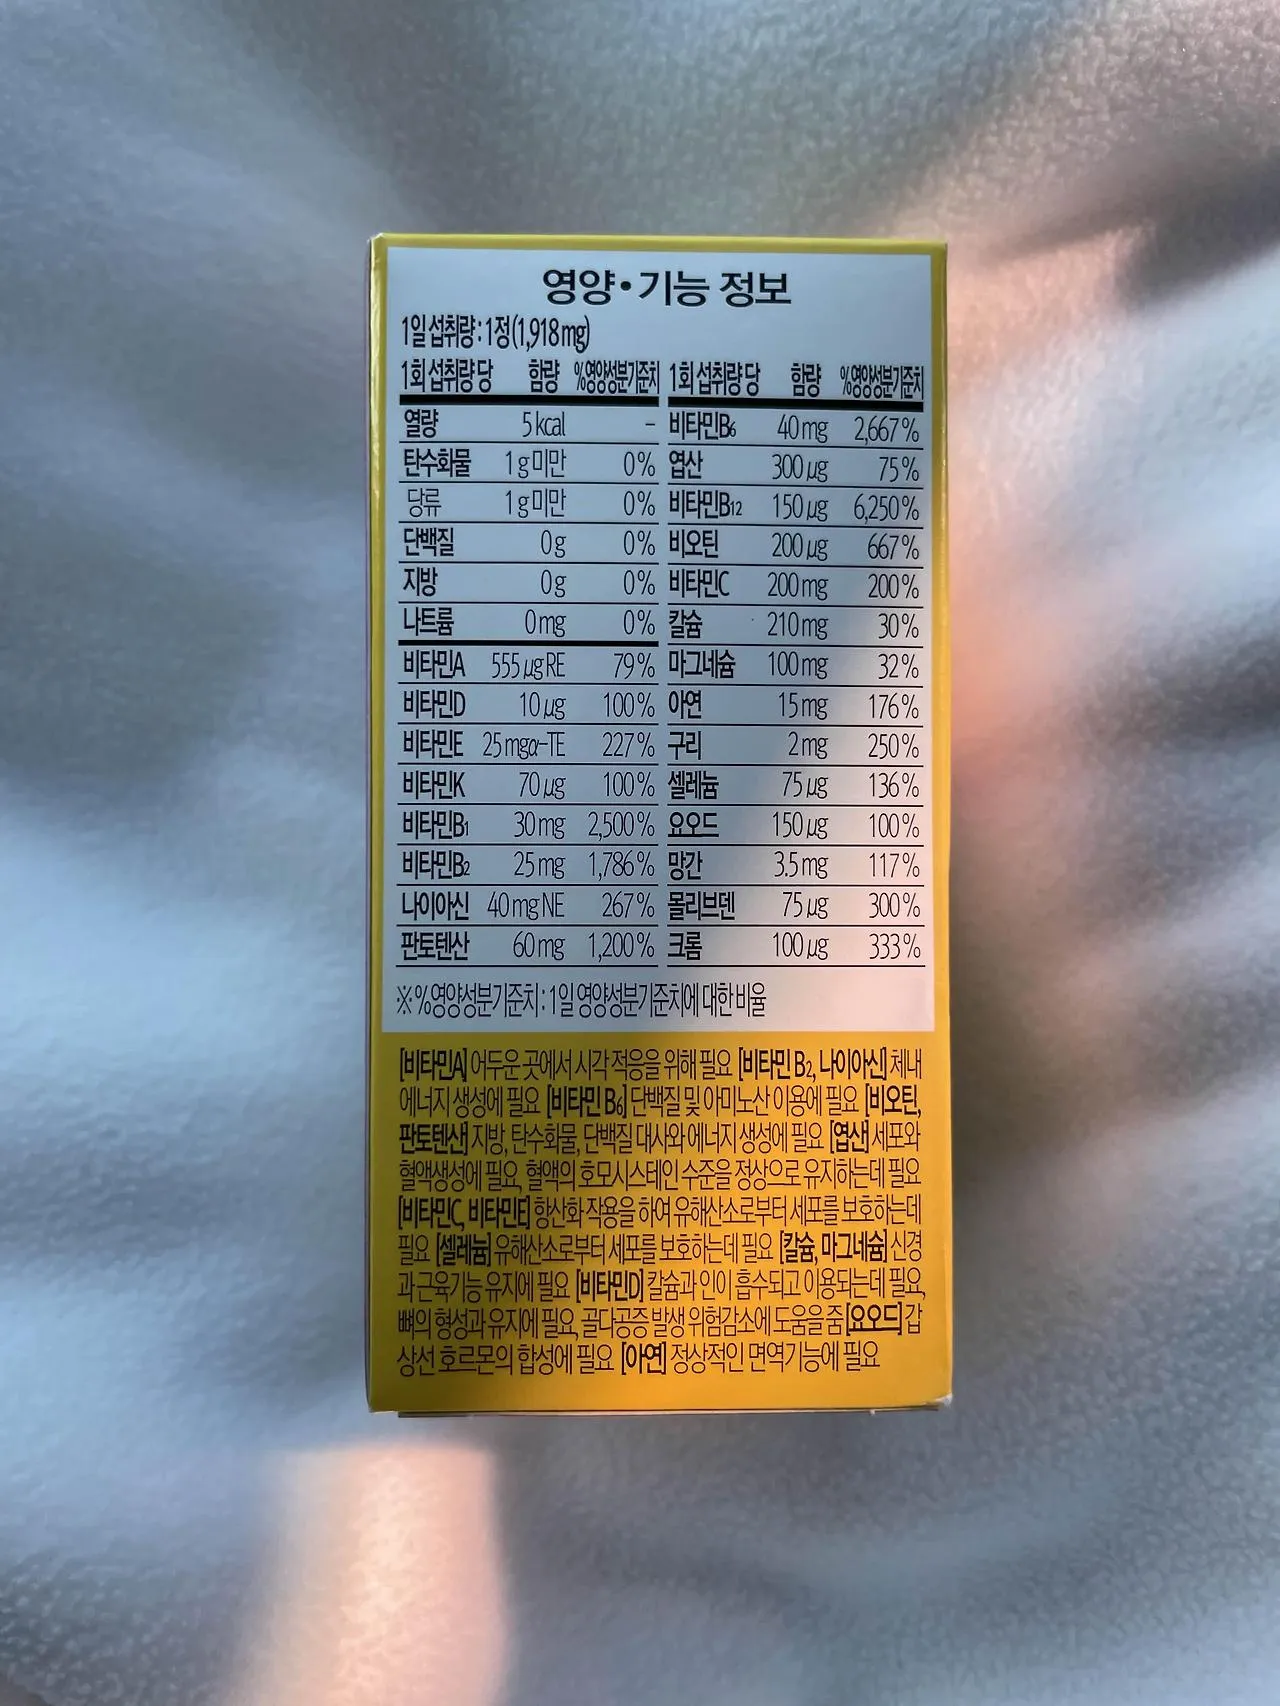 영양•기능 정보
1일 섭취량 : 1정(1,918mg)
1회 섭취량당 함량 %영양성분기준치
열량 5kcal –
탄수화물 1g미만 0%
당류 1g미만 0%
단백질 0g 0%
지방 0g 0%
나트륨 0mg 0%
비타민A 555μgRE 79%
비타민D 10μg 100%
비타민E 25mgα-TE 227%
비타민K 70μg 100%
비타민B1 30mg 2,500%
비타민B2 25mg 1,786%
나이아신 40mgNE 267%
판토텐산 60mg 1,200%
1회 섭취량당 함량 %영양성분기준치
비타민B6 40mg 2,667%
엽산 300μg 75%
비타민B12 150μg 6,250%
비오틴 200μg 667%
비타민C 200mg 200%
칼슘 210mg 30%
마그네슘 100mg 32%
아연 15mg 176%
구리 2mg 250%
셀레늄 75μg 136%
요오드 150μg 100%
망간 3.5mg 117%
몰리브덴 75μg 300%
크롬 100μg 333%
※%영양성분기준치 : 1일 영양성분기준치에 대한 비율
[비타민A] 어두운 곳에서 시각 적응을 위해 필요 [비타민 B2, 나이아신] 체내
에너지 생성에 필요 [비타민 B6] 단백질 및 아미노산 이용에 필요 [비오틴,
판토텐산] 지방, 탄수화물, 단백질 대사와 에너지 생성에 필요 [엽산] 세포와
혈액생성에 필요, 혈액의 호모시스테인 수준을 정상으로 유지하는데 필요
[비타민C, 비타민E] 항산화 작용을 하여 유해산소로부터 세포를 보호하는데
필요 [셀레늄] 유해산소로부터 세포를 보호하는데 필요 [칼슘, 마그네슘] 신경
과 근육기능 유지에 필요 [비타민D] 칼슘과 인이 흡수되고 이용되는데 필요,
뼈의 형성과 유지에 필요, 골다공증 발생 위험감소에 도움을 줌 [요오드] 갑
상선 호르몬의 합성에 필요 [아연] 정상적인 면역기능에 필요